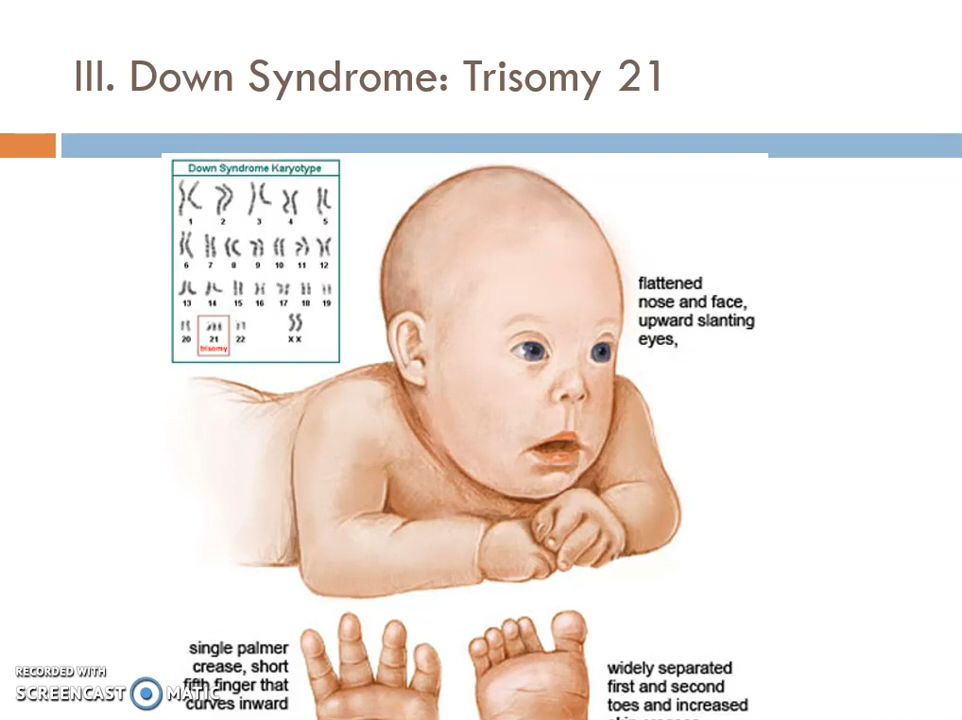 III. Down Syndrome: Trisomy 21
Down Syndrome Karyotype
1 2 3 4 5
6 7 8 9 10 11 12
13 14 15 16 17 18 19
20 21 22 X X
trisomy
flattened
nose and face,
upward slanting
eyes,
single palmer
crease, short
fifth finger that
curves inward
widely separated
first and second
toes and increased
RECORDED WITH
SCREENCAST MATIC